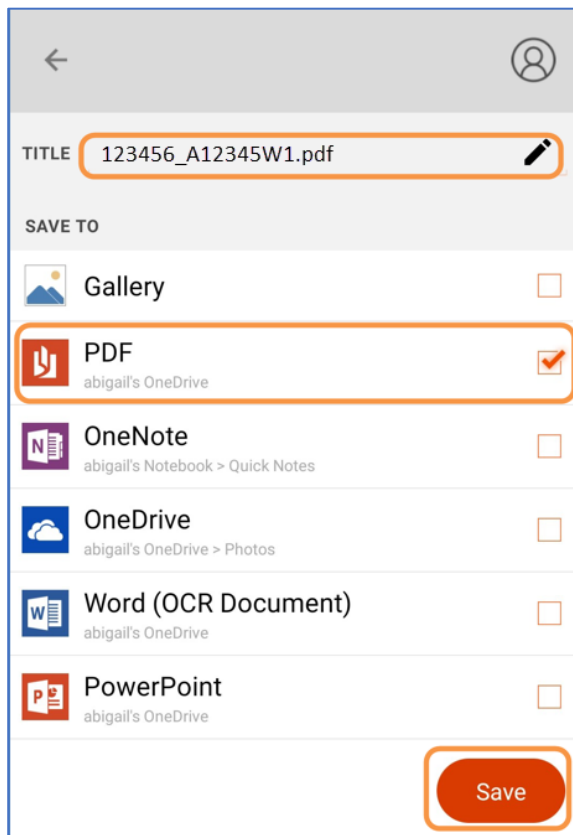 TITLE 123456_A12345W1.pdf
SAVE TO
Gallery
PDF
abigail's OneDrive
OneNote
abigail's Notebook > Quick Notes
OneDrive
abigail's OneDrive > Photos
Word (OCR Document)
abigail's OneDrive
PowerPoint
abigail's OneDrive
Save